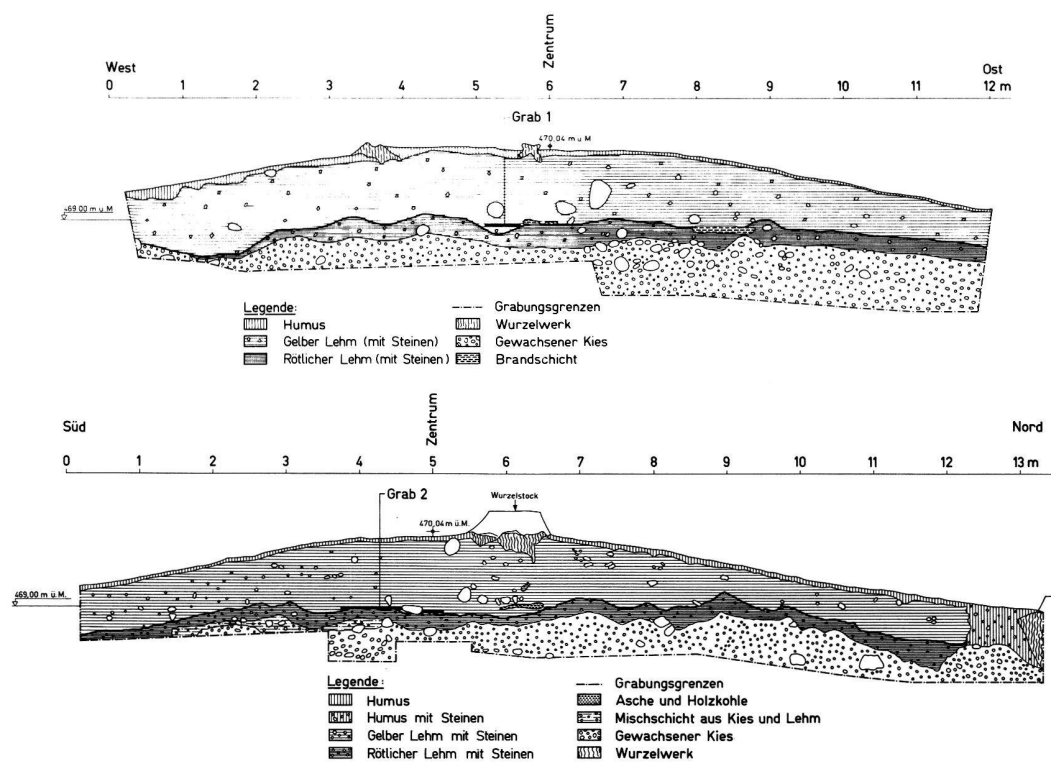 Zentrum
West
Ost
0 1 2 3 4 5 6 7 8 9 10 11 12 m
Grab 1
470,04 m ü M
469.00 m ü M
Legende:
Humus
Gelber Lehm (mit Steinen)
Rötlicher Lehm (mit Steinen)
Grabungsgrenzen
Wurzelwerk
Gewachsener Kies
Brandschicht
Zentrum
Süd
Nord
0 1 2 3 4 5 6 7 8 9 10 11 12 13 m
Grab 2
Wurzelstock
470,04 m ü.M.
469,00 m ü.M.
Legende:
Humus
Humus mit Steinen
Gelber Lehm mit Steinen
Rötlicher Lehm mit Steinen
Grabungsgrenzen
Asche und Holzkohle
Mischschicht aus Kies und Lehm
Gewachsener Kies
Wurzelwerk